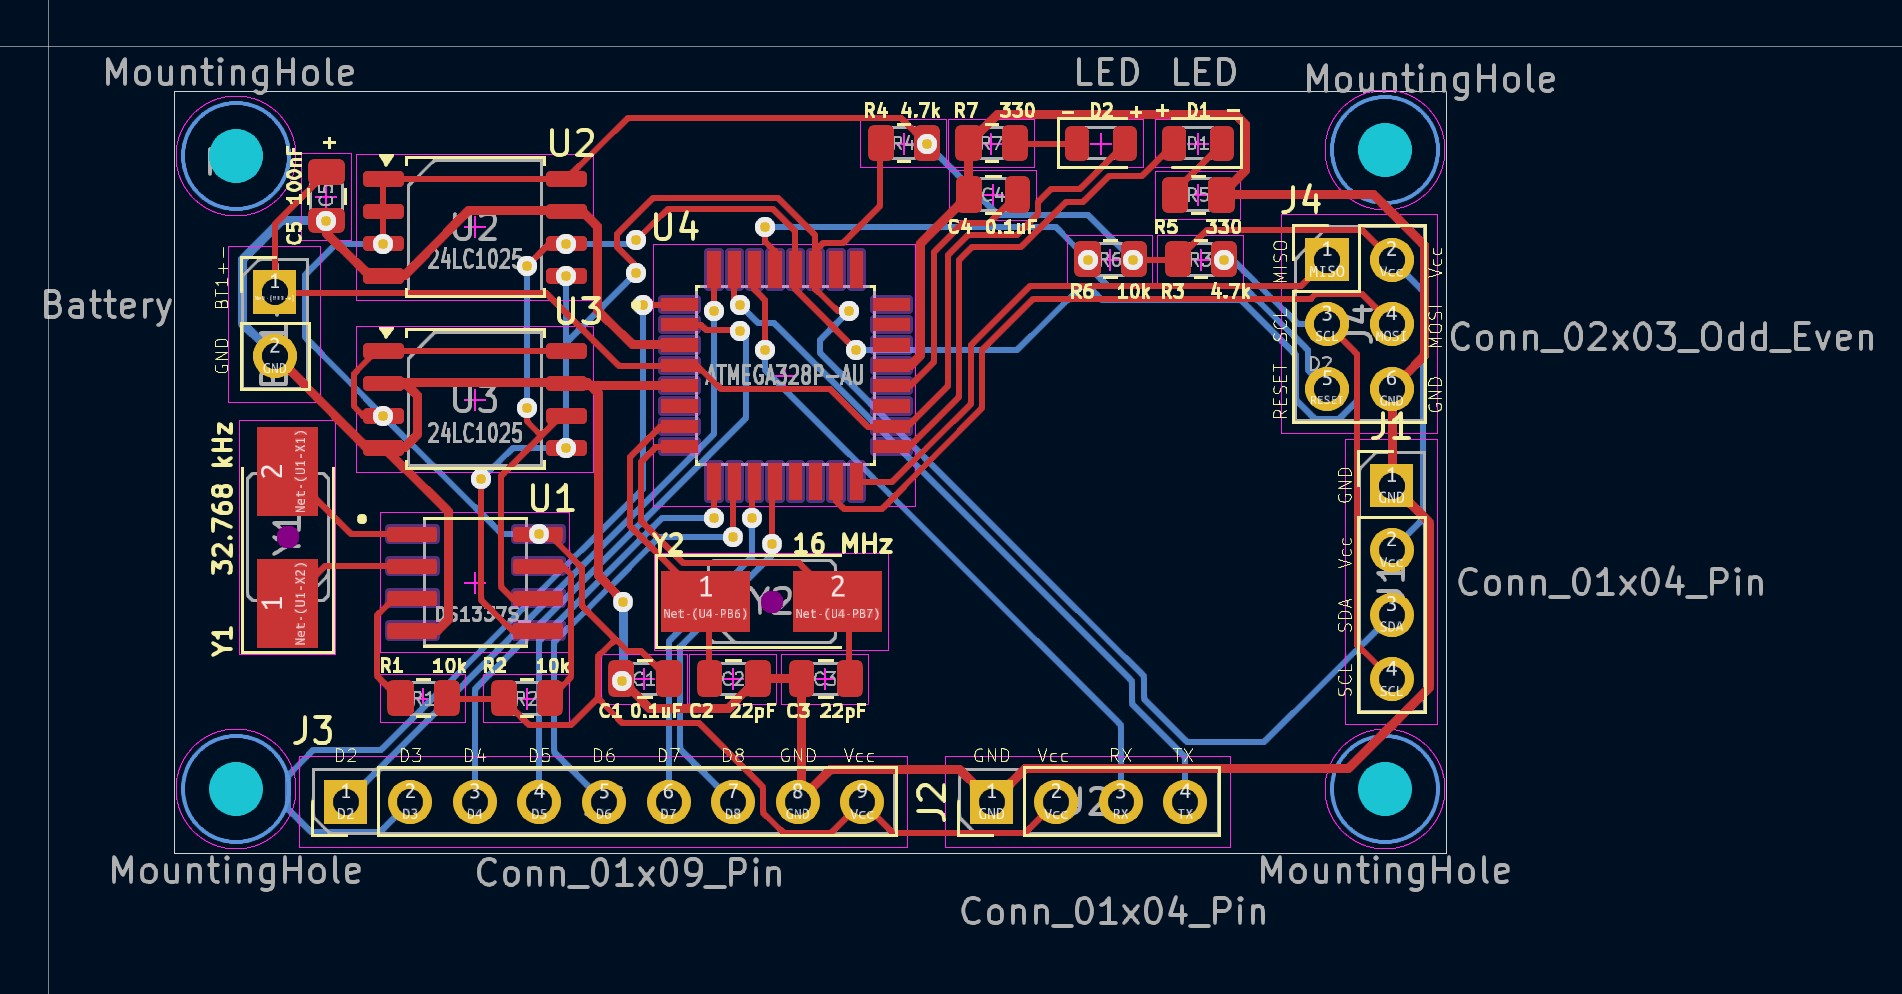 MountingHole
LED
LED
MountingHole
R4 4.7k
R7 330
- D2 +
+ D1 -
R4
R7
D1
U2
+
C5 100nF
C5
U2
24LC1025
C4
C4 0.1uF
R5
R5 330
J4
U4
R6
R3
R6 10k
R3 4.7k
MISO
1
MISO
2
Vcc
Vcc
Battery
BT1+-
1
GND
2
GND
U3
U3
24LC1025
ATMEGA328P-AU
SCL
3
SCL
4
MOSI
MOSI
J4
Conn_02x03_Odd_Even
D2
RESET
5
RESET
6
GND
GND
J1
32.768 kHz
Y1
2
Net-(U1-X1)
Y1
1
Net-(U1-X2)
U1
DS1337S
GND
1
GND
Vcc
2
Vcc
J1
Conn_01x04_Pin
SDA
3
SDA
SCL
4
SCL
Y2
16 MHz
1
Net-(U4-PB6)
Y2
2
Net-(U4-PB7)
R1 10k
R2 10k
R1
R2
C1
C2
C3
C1 0.1uF
C2 22pF
C3 22pF
J3
D2 D3 D4 D5 D6 D7 D8 GND Vcc
1 2 3 4 5 6 7 8 9
D2 D3 D4 D5 D6 D7 D8 GND Vcc
J2
GND Vcc RX TX
1 2 3 4
GND Vcc RX TX
J2
MountingHole
Conn_01x09_Pin
Conn_01x04_Pin
MountingHole